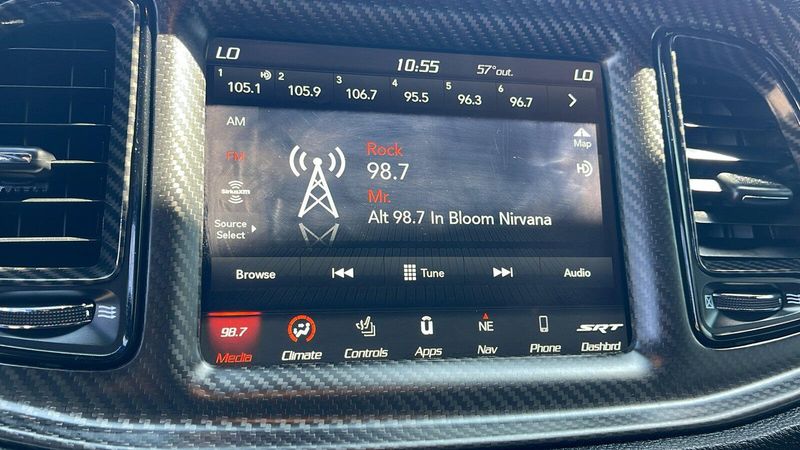 LO 10:55 57°out. LO
1 105.1 HD 2 105.9 3 106.7 4 95.5 5 96.3 6 96.7
AM
Map
FM
Rock
98.7
HD
SiriusXM
Mr.
Source
Select
Alt 98.7 In Bloom Nirvana
Browse Tune Audio
98.7 NE SRT
Media Climate Controls Apps Nav Phone Dashbrd